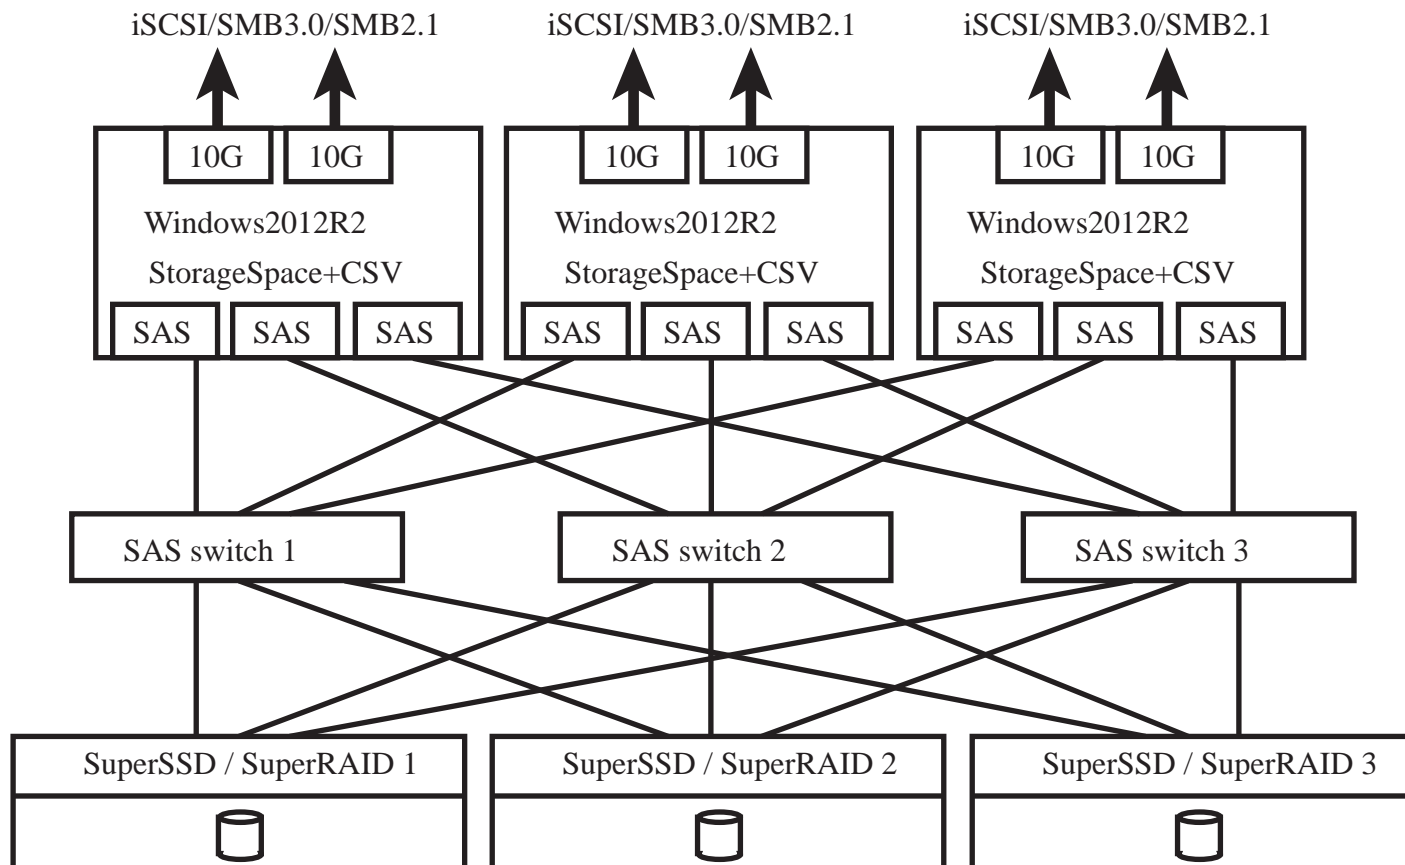 iSCSI/SMB3.0/SMB2.1 iSCSI/SMB3.0/SMB2.1 iSCSI/SMB3.0/SMB2.1
10G 10G 10G 10G 10G 10G
Windows2012R2 Windows2012R2 Windows2012R2
StorageSpace+CSV StorageSpace+CSV StorageSpace+CSV
SAS SAS SAS SAS SAS SAS SAS SAS SAS
SAS switch 1 SAS switch 2 SAS switch 3
SuperSSD / SuperRAID 1 SuperSSD / SuperRAID 2 SuperSSD / SuperRAID 3